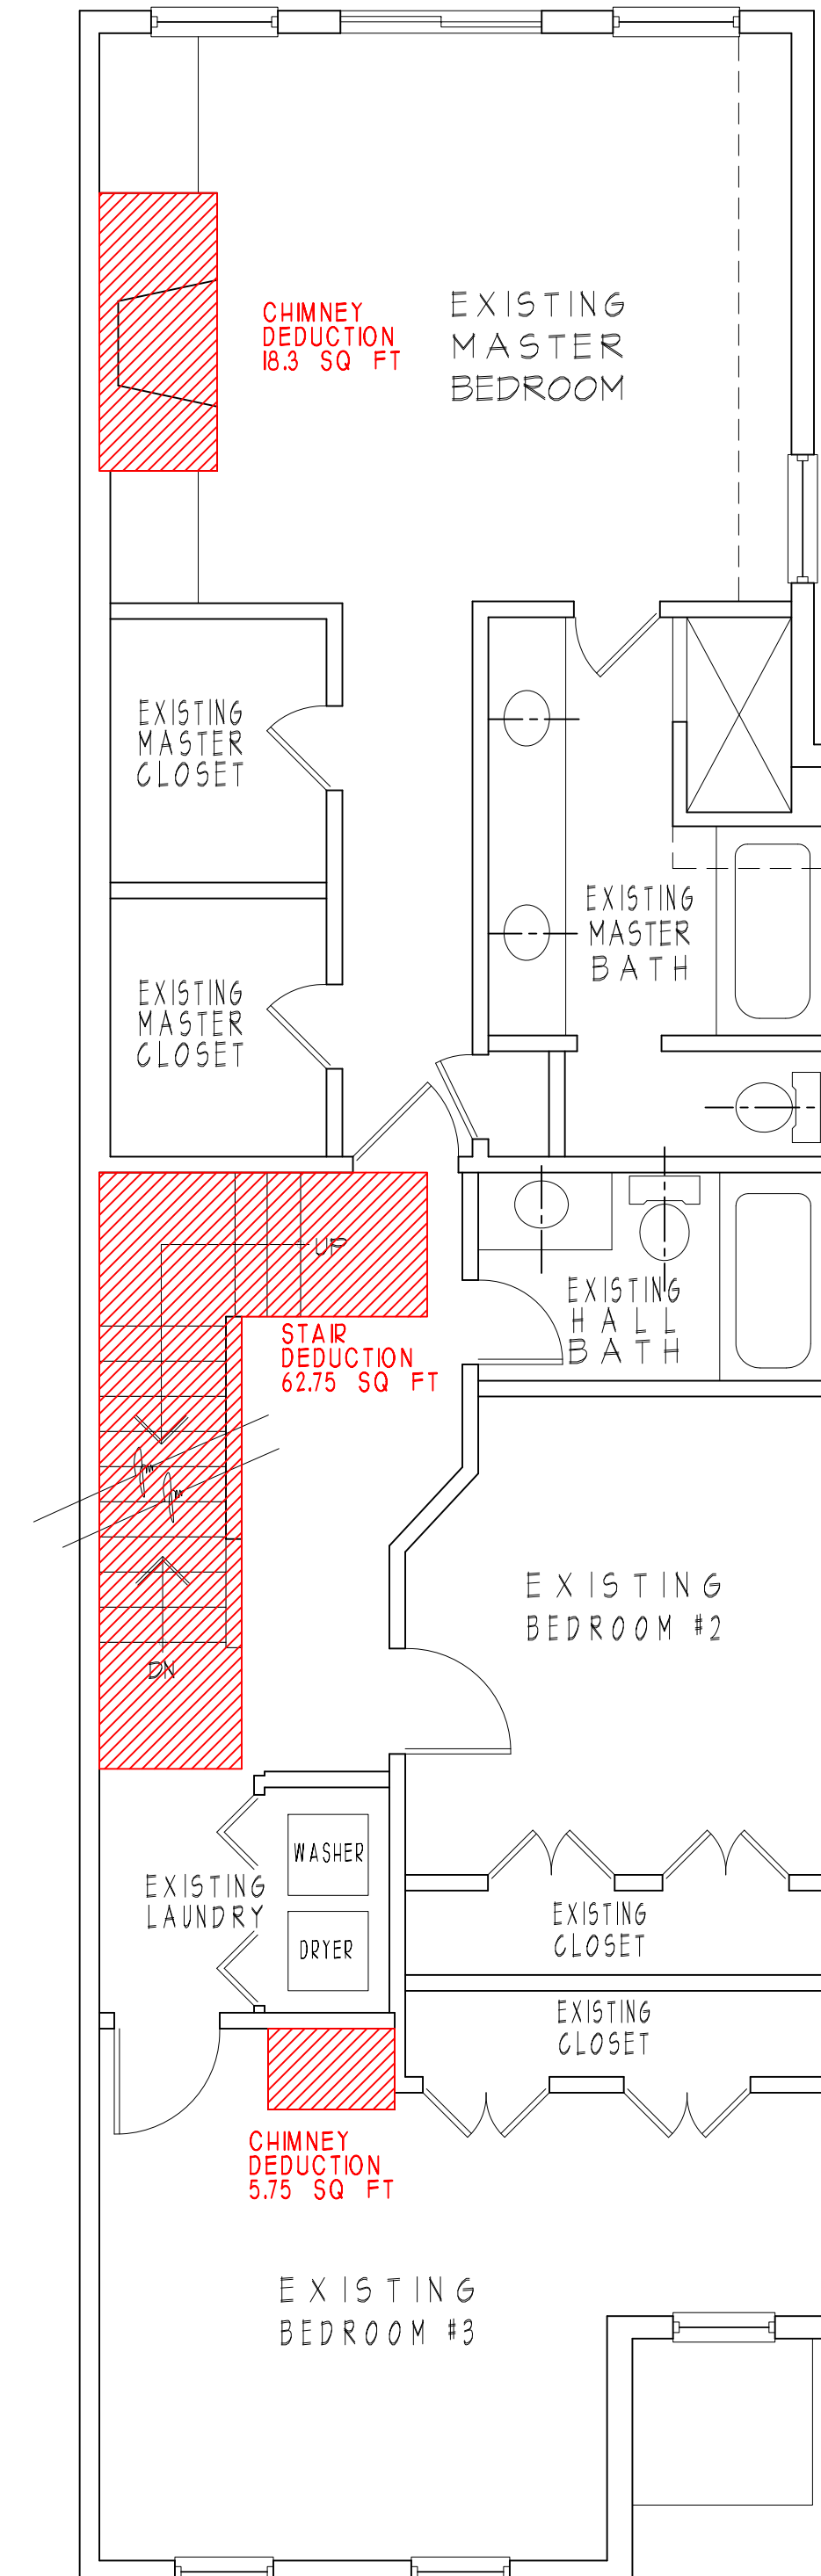 CHIMNEY
DEDUCTION
18.3 SQ FT
EXISTING
MASTER
BEDROOM
EXISTING
MASTER
CLOSET
EXISTING
MASTER
BATH
EXISTING
MASTER
CLOSET
UP
EXISTING
HALL
BATH
STAIR
DEDUCTION
62.75 SQ FT
EXISTING
BEDROOM #2
DN
WASHER
EXISTING
LAUNDRY
DRYER
EXISTING
CLOSET
EXISTING
CLOSET
CHIMNEY
DEDUCTION
5.75 SQ FT
EXISTING
BEDROOM #3